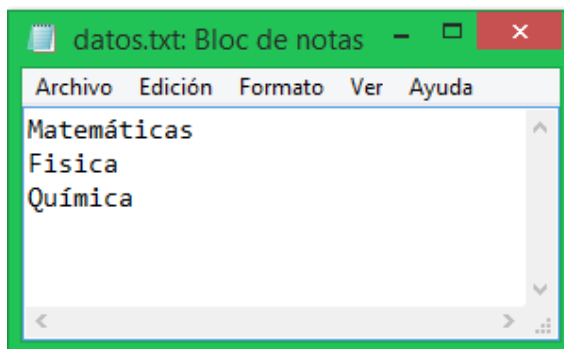 datos.txt: Bloc de notas
Archivo Edición Formato Ver Ayuda
Matemáticas
Fisica
Química